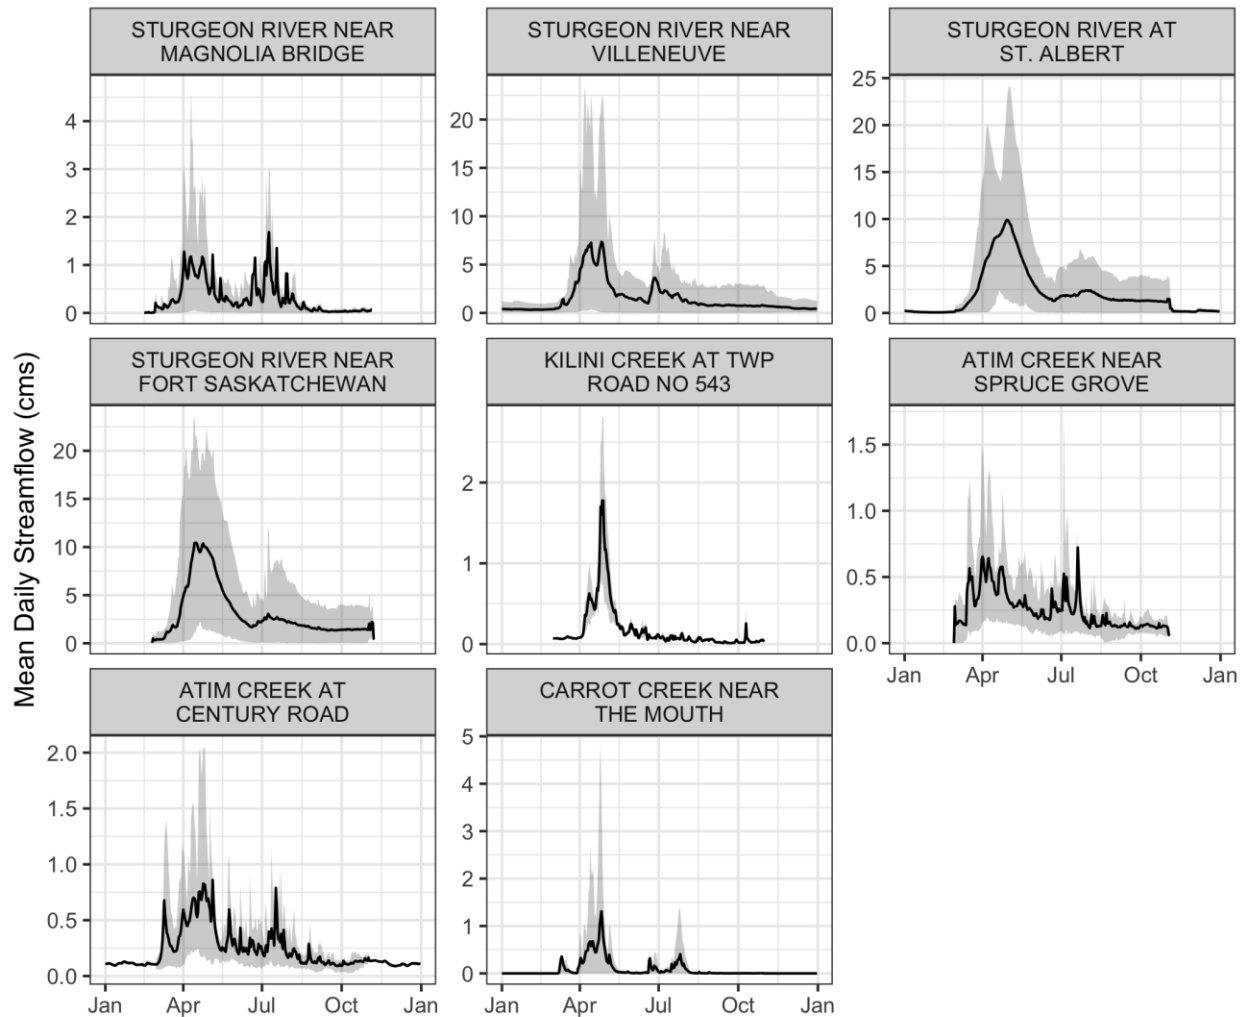 STURGEON RIVER NEAR
MAGNOLIA BRIDGE
STURGEON RIVER NEAR
VILLENEUVE
STURGEON RIVER AT
ST. ALBERT
4
3
2
1
0
20
15
10
5
0
25
20
15
10
5
0
Mean Daily Streamflow (cms)
STURGEON RIVER NEAR
FORT SASKATCHEWAN
KILINI CREEK AT TWP
ROAD NO 543
ATIM CREEK NEAR
SPRUCE GROVE
20
15
10
5
0
2
1
0
1.5
1.0
0.5
0.0
Jan Apr Jul Oct Jan
ATIM CREEK AT
CENTURY ROAD
CARROT CREEK NEAR
THE MOUTH
2.0
1.5
1.0
0.5
0.0
5
4
3
2
1
0
Jan Apr Jul Oct Jan
Jan Apr Jul Oct Jan